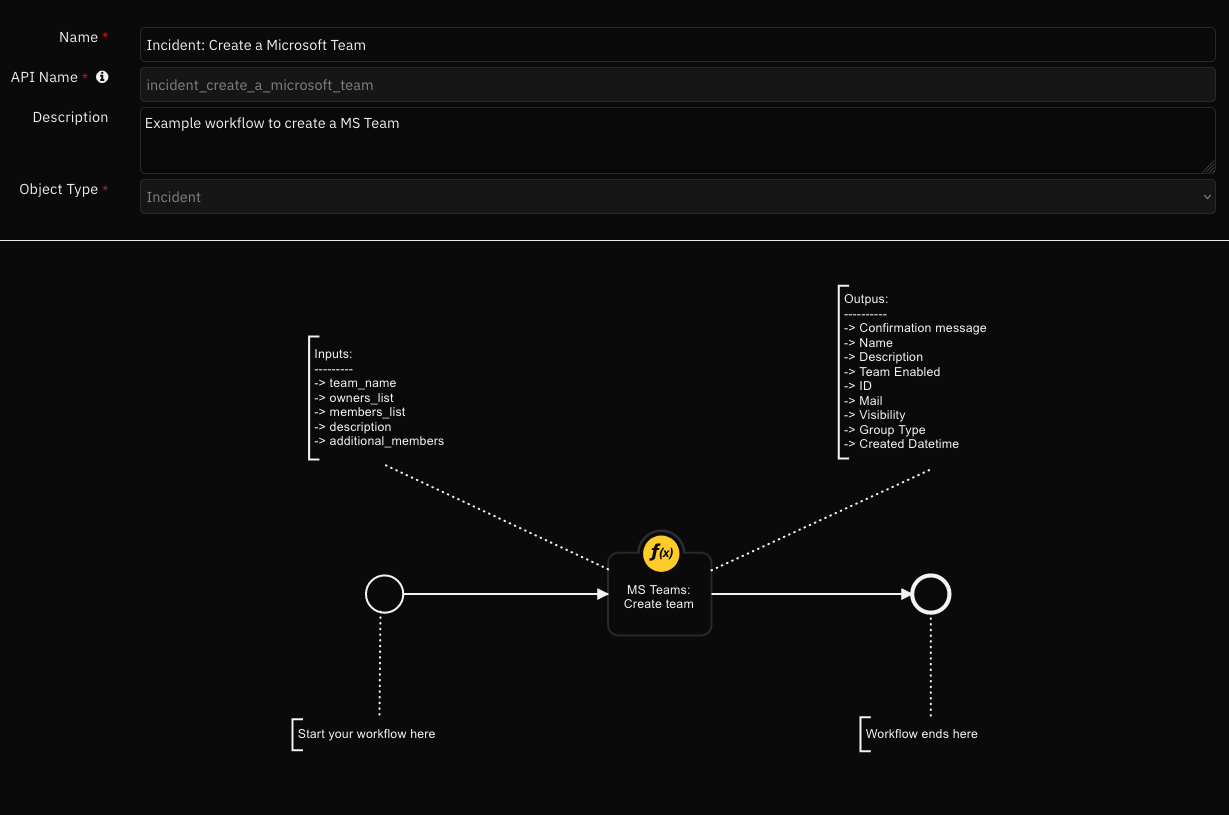 Name *
Incident: Create a Microsoft Team
API Name *
incident_create_a_microsoft_team
Description
Example workflow to create a MS Team
Object Type *
Incident
Inputs:
---------
-> team_name
-> owners_list
-> members_list
-> description
-> additional_members
Outpus:
----------
-> Confirmation message
-> Name
-> Description
-> Team Enabled
-> ID
-> Mail
-> Visibility
-> Group Type
-> Created Datetime
f(x)
MS Teams:
Create team
Start your workflow here
Workflow ends here